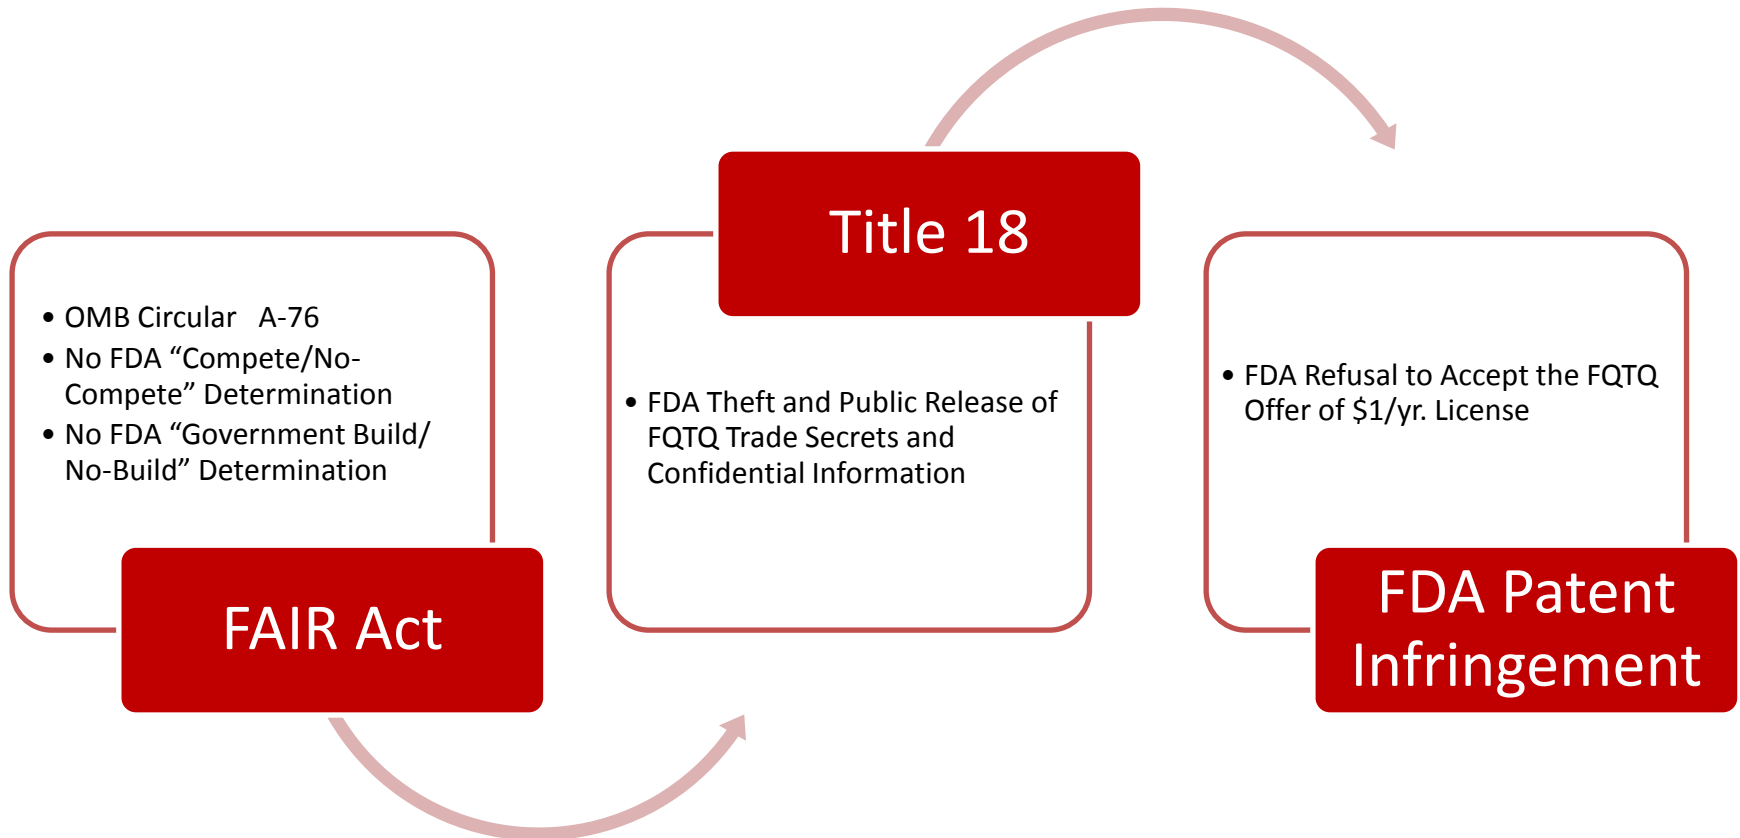 • OMB Circular A-76
• No FDA “Compete/No-
Compete” Determination
• No FDA “Government Build/
No-Build” Determination
FAIR Act
Title 18
• FDA Theft and Public Release of
FQTQ Trade Secrets and
Confidential Information
• FDA Refusal to Accept the FQTQ
Offer of $1/yr. License
FDA Patent
Infringement